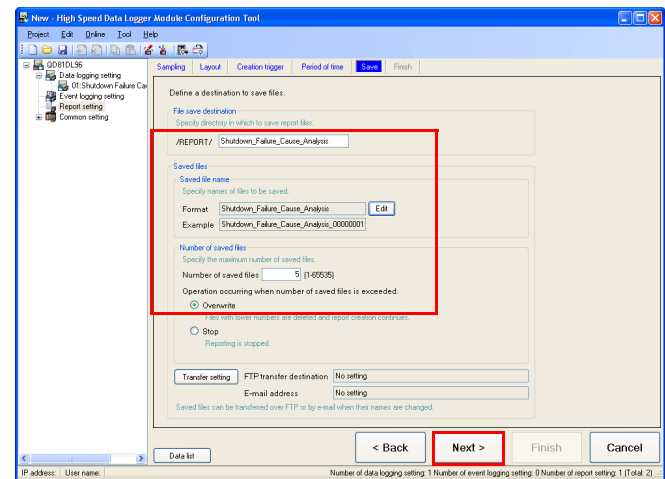 New - High Speed Data Logger Module Configuration Tool
Project Edit Online Tool Help
QD81DL96
Data logging setting
01:Shutdown Failure Cau
Event logging setting
Report setting
Common setting
Sampling Layout Creation trigger Period of time Save Finish
Define a destination to save files.
File save destination
Specify directory in which to save report files.
/REPORT/ Shutdown_Failure_Cause_Analysis
Saved files
Saved file name
Specify names of files to be saved.
Format Shutdown_Failure_Cause_Analysis Edit
Example Shutdown_Failure_Cause_Analysis_00000001
Number of saved files
Specify the maximum number of saved files.
Number of saved files 5 (1-65535)
Operation occurring when number of saved files is exceeded:
Overwrite
Files with lower numbers are deleted and report creation continues.
Stop
Reporting is stopped.
Transfer setting FTP transfer destination No setting
E-mail address No setting
Saved files can be transferred over FTP or by e-mail when their names are changed.
Data list
< Back Next > Finish Cancel
IP address: User name: Number of data logging setting: 1 Number of event logging setting: 0 Number of report setting: 1 (Total: 2)